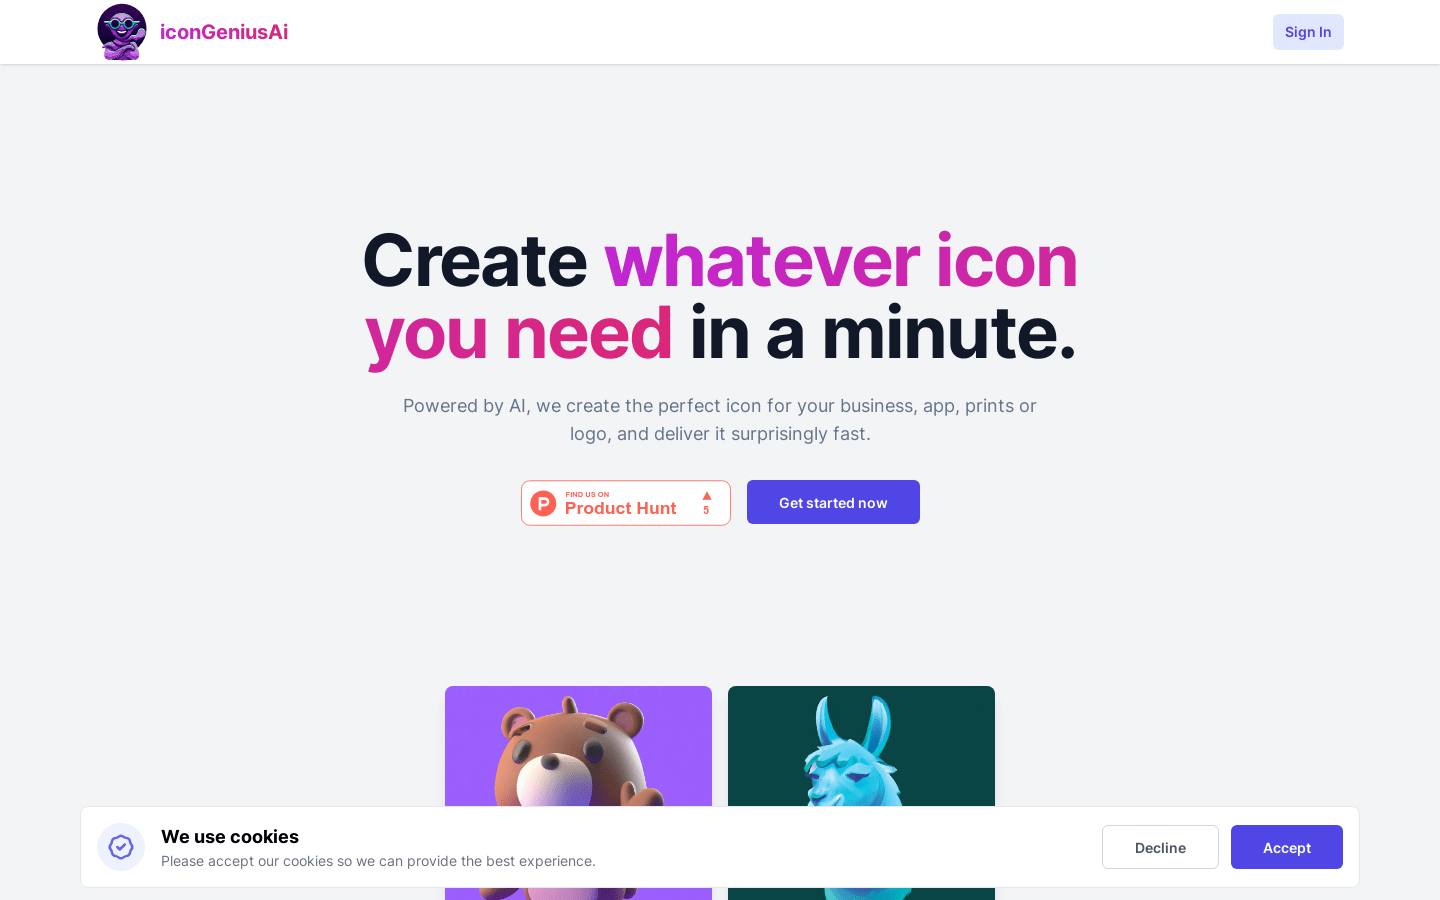 iconGeniusAi
Sign In
Create whatever icon
you need in a minute.
Powered by AI, we create the perfect icon for your business, app, prints or
logo, and deliver it surprisingly fast.
FIND US ON
Product Hunt
5
Get started now
We use cookies
Please accept our cookies so we can provide the best experience.
Decline
Accept